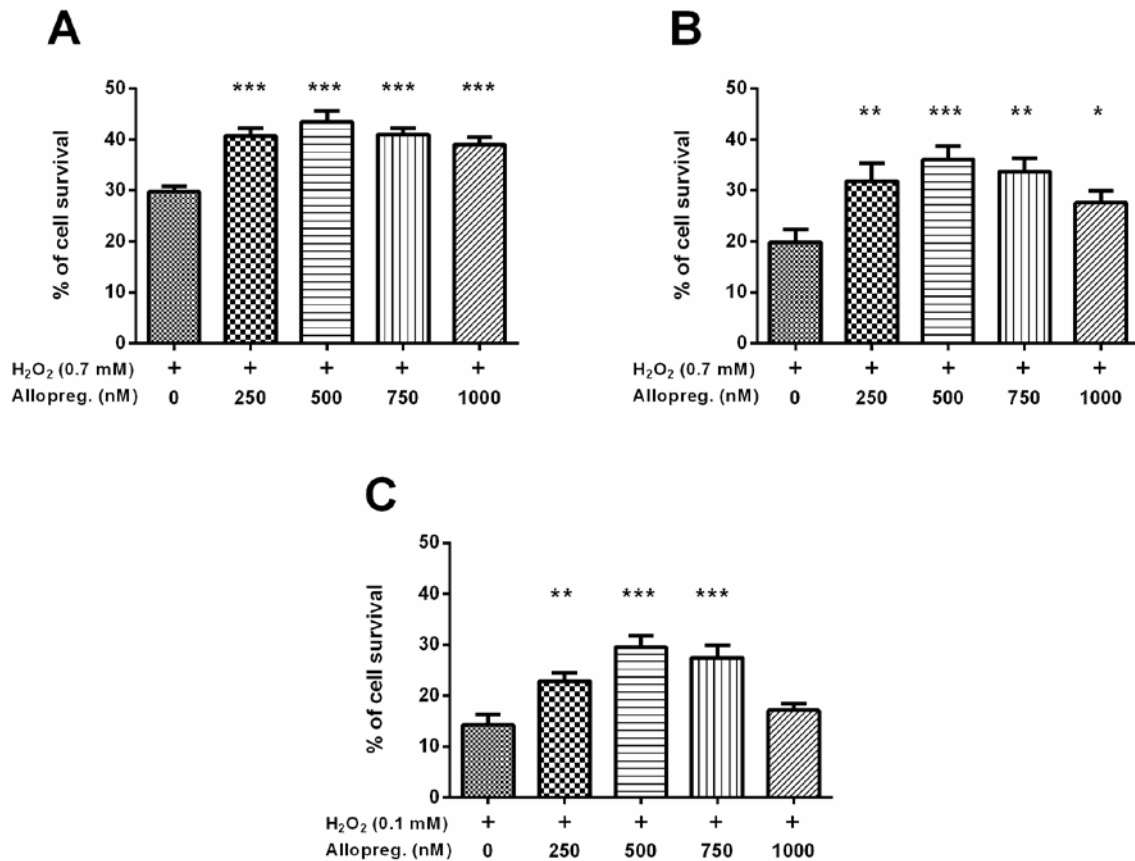 A
% of cell survival
50
40
30
20
10
0
*** *** *** ***
H₂O₂ (0.7 mM) + + + + +
Allopreg. (nM) 0 250 500 750 1000
B
% of cell survival
50
40
30
20
10
0
** *** ** *
H₂O₂ (0.7 mM) + + + + +
Allopreg. (nM) 0 250 500 750 1000
C
% of cell survival
50
40
30
20
10
0
** *** ***
H₂O₂ (0.1 mM) + + + + +
Allopreg. (nM) 0 250 500 750 1000